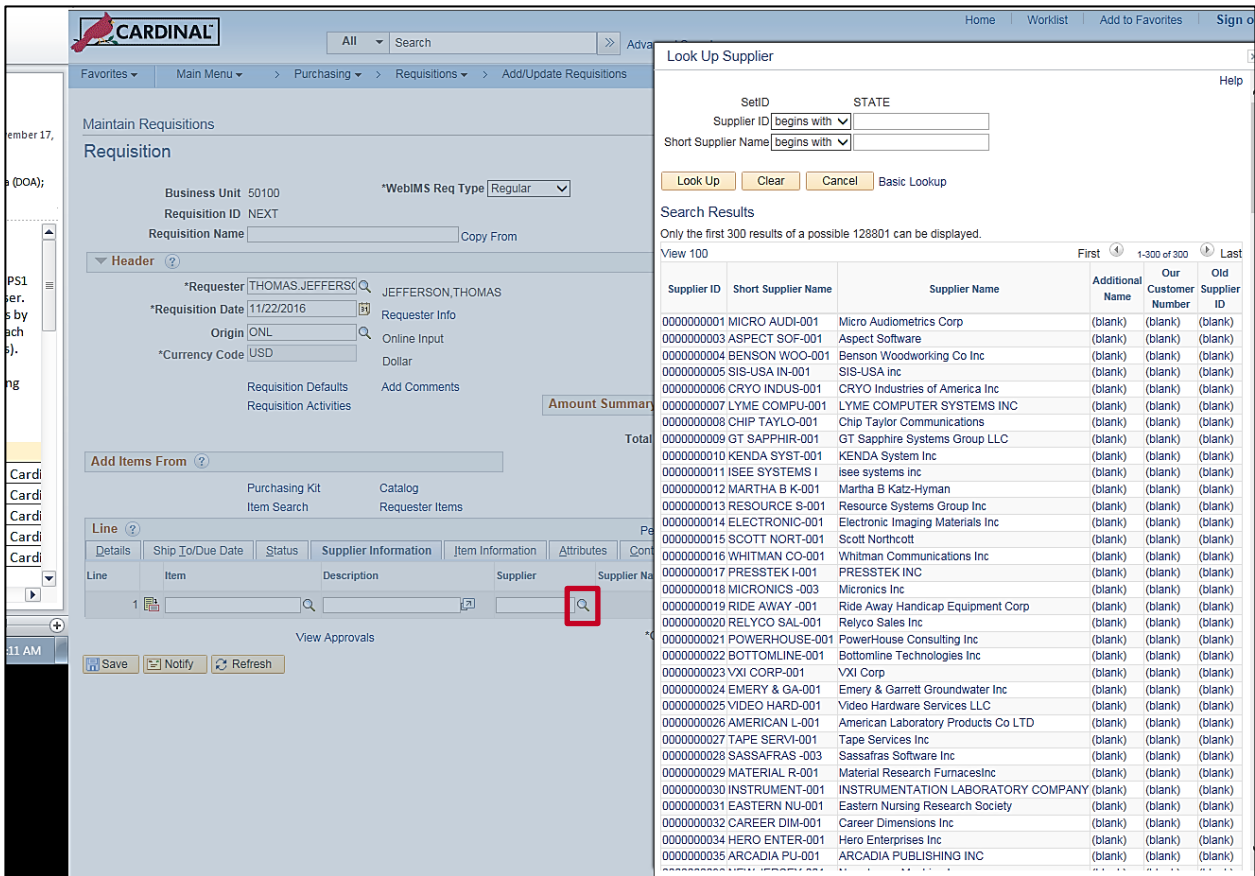 CARDINAL
Home Worklist Add to Favorites Sign o
All Search Adva
Favorites Main Menu > Purchasing > Requisitions > Add/Update Requisitions
ember 17,
a (DOA);
PS1
ser.
s by
ach
s).
ng
Cardi
Cardi
Cardi
Cardi
Cardi
:11 AM
Maintain Requisitions
Requisition
Business Unit 50100
*WebIMS Req Type Regular
Requisition ID NEXT
Requisition Name
Copy From
Header
*Requester THOMAS.JEFFERS JEFFERSON,THOMAS
*Requisition Date 11/22/2016 Requester Info
Origin ONL Online Input
*Currency Code USD Dollar
Requisition Defaults Add Comments
Requisition Activities
Amount Summary
Total
Add Items From
Purchasing Kit Catalog
Item Search Requester Items
Line Pe
Details Ship To/Due Date Status Supplier Information Item Information Attributes Cont
Line Item Description Supplier Supplier Na
1
View Approvals
Save Notify Refresh
Look Up Supplier
Help
SetID STATE
Supplier ID begins with
Short Supplier Name begins with
Look Up Clear Cancel Basic Lookup
Search Results
Only the first 300 results of a possible 128801 can be displayed.
View 100 First 1-300 of 300 Last
Supplier ID Short Supplier Name Supplier Name Additional Name Our Customer Number Old Supplier ID
0000000001 MICRO AUDI-001 Micro Audiometrics Corp (blank) (blank) (blank)
0000000003 ASPECT SOF-001 Aspect Software (blank) (blank) (blank)
0000000004 BENSON WOO-001 Benson Woodworking Co Inc (blank) (blank) (blank)
0000000005 SIS-USA IN-001 SIS-USA inc (blank) (blank) (blank)
0000000006 CRYO INDUS-001 CRYO Industries of America Inc (blank) (blank) (blank)
0000000007 LYME COMPU-001 LYME COMPUTER SYSTEMS INC (blank) (blank) (blank)
0000000008 CHIP TAYLO-001 Chip Taylor Communications (blank) (blank) (blank)
0000000009 GT SAPPHIR-001 GT Sapphire Systems Group LLC (blank) (blank) (blank)
0000000010 KENDA SYST-001 KENDA System Inc (blank) (blank) (blank)
0000000011 ISEE SYSTEMS I isee systems inc (blank) (blank) (blank)
0000000012 MARTHA B K-001 Martha B Katz-Hyman (blank) (blank) (blank)
0000000013 RESOURCE S-001 Resource Systems Group Inc (blank) (blank) (blank)
0000000014 ELECTRONIC-001 Electronic Imaging Materials Inc (blank) (blank) (blank)
0000000015 SCOTT NORT-001 Scott Northcott (blank) (blank) (blank)
0000000016 WHITMAN CO-001 Whitman Communications Inc (blank) (blank) (blank)
0000000017 PRESSTEK I-001 PRESSTEK INC (blank) (blank) (blank)
0000000018 MICRONICS -003 Micronics Inc (blank) (blank) (blank)
0000000019 RIDE AWAY -001 Ride Away Handicap Equipment Corp (blank) (blank) (blank)
0000000020 RELYCO SAL-001 Relyco Sales Inc (blank) (blank) (blank)
0000000021 POWERHOUSE-001 PowerHouse Consulting Inc (blank) (blank) (blank)
0000000022 BOTTOMLINE-001 Bottomline Technologies Inc (blank) (blank) (blank)
0000000023 VXI CORP-001 VXI Corp (blank) (blank) (blank)
0000000024 EMERY & GA-001 Emery & Garrett Groundwater Inc (blank) (blank) (blank)
0000000025 VIDEO HARD-001 Video Hardware Services LLC (blank) (blank) (blank)
0000000026 AMERICAN L-001 American Laboratory Products Co LTD (blank) (blank) (blank)
0000000027 TAPE SERVI-001 Tape Services Inc (blank) (blank) (blank)
0000000028 SASSAFRAS -003 Sassafras Software Inc (blank) (blank) (blank)
0000000029 MATERIAL R-001 Material Research FurnacesInc (blank) (blank) (blank)
0000000030 INSTRUMENT-001 INSTRUMENTATION LABORATORY COMPANY (blank) (blank) (blank)
0000000031 EASTERN NU-001 Eastern Nursing Research Society (blank) (blank) (blank)
0000000032 CAREER DIM-001 Career Dimensions Inc (blank) (blank) (blank)
0000000034 HERO ENTER-001 Hero Enterprises Inc (blank) (blank) (blank)
0000000035 ARCADIA PU-001 ARCADIA PUBLISHING INC (blank) (blank) (blank)